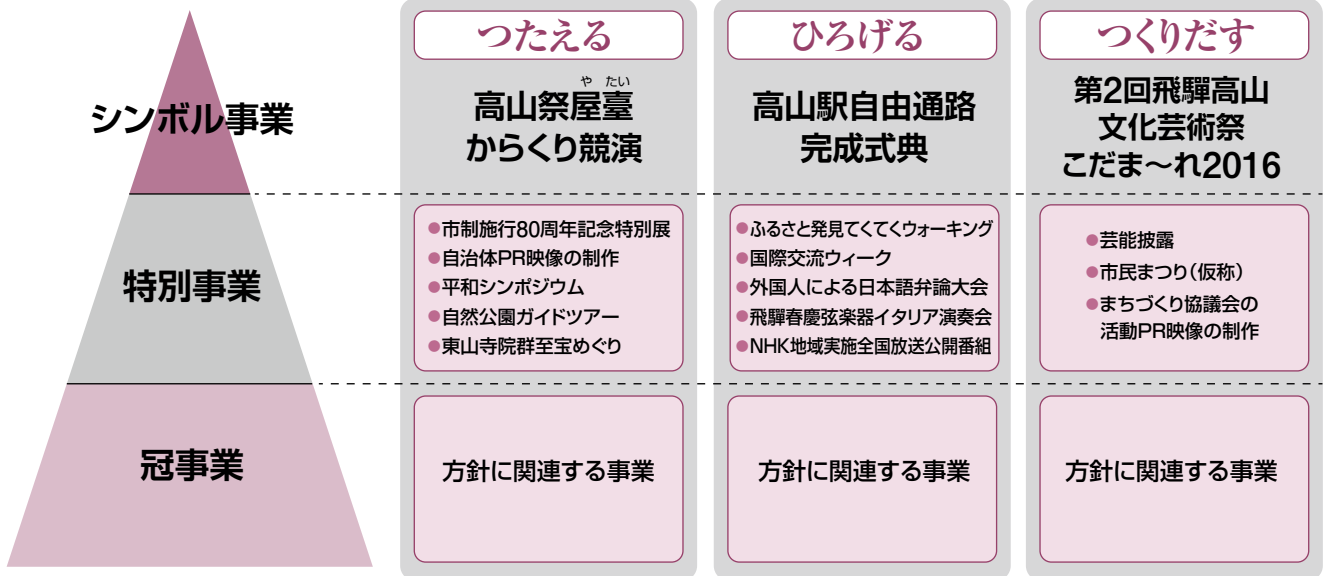 シンボル事業
特別事業
冠事業
つたえる
や たい
高山祭屋臺
からくり競演
●市制施行80周年記念特別展
●自治体PR映像の制作
●平和シンポジウム
●自然公園ガイドツアー
●東山寺院群至宝めぐり
方針に関連する事業
ひろげる
高山駅自由通路
完成式典
●ふるさと発見てくてくウォーキング
●国際交流ウィーク
●外国人による日本語弁論大会
●飛驒春慶弦楽器イタリア演奏会
●NHK地域実施全国放送公開番組
方針に関連する事業
つくりだす
第2回飛驒高山
文化芸術祭
こだま〜れ2016
●芸能披露
●市民まつり(仮称)
●まちづくり協議会の
活動PR映像の制作
方針に関連する事業